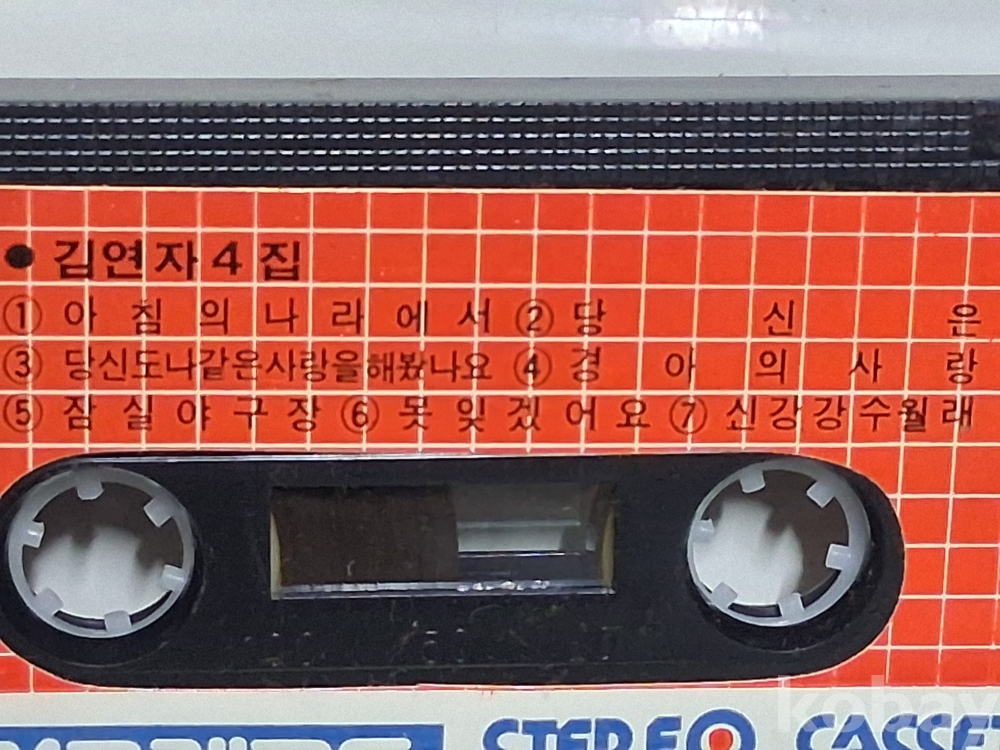 ● 김연자 4 집
① 아침의나라에서 ② 당신은
③ 당신도나같은사랑을해봤나요 ④ 경아의사랑
⑤ 잠실야구장 ⑥ 못잊겠어요 ⑦ 신강강수월래
STEREO CASSE
kobay